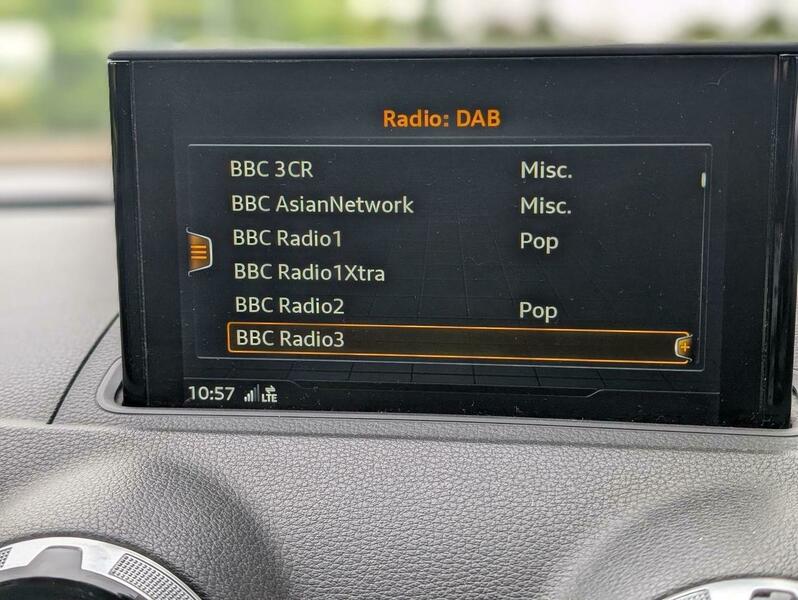 Radio: DAB
BBC 3CR Misc.
BBC AsianNetwork Misc.
BBC Radio1 Pop
BBC Radio1Xtra
BBC Radio2 Pop
BBC Radio3
10:57 LTE